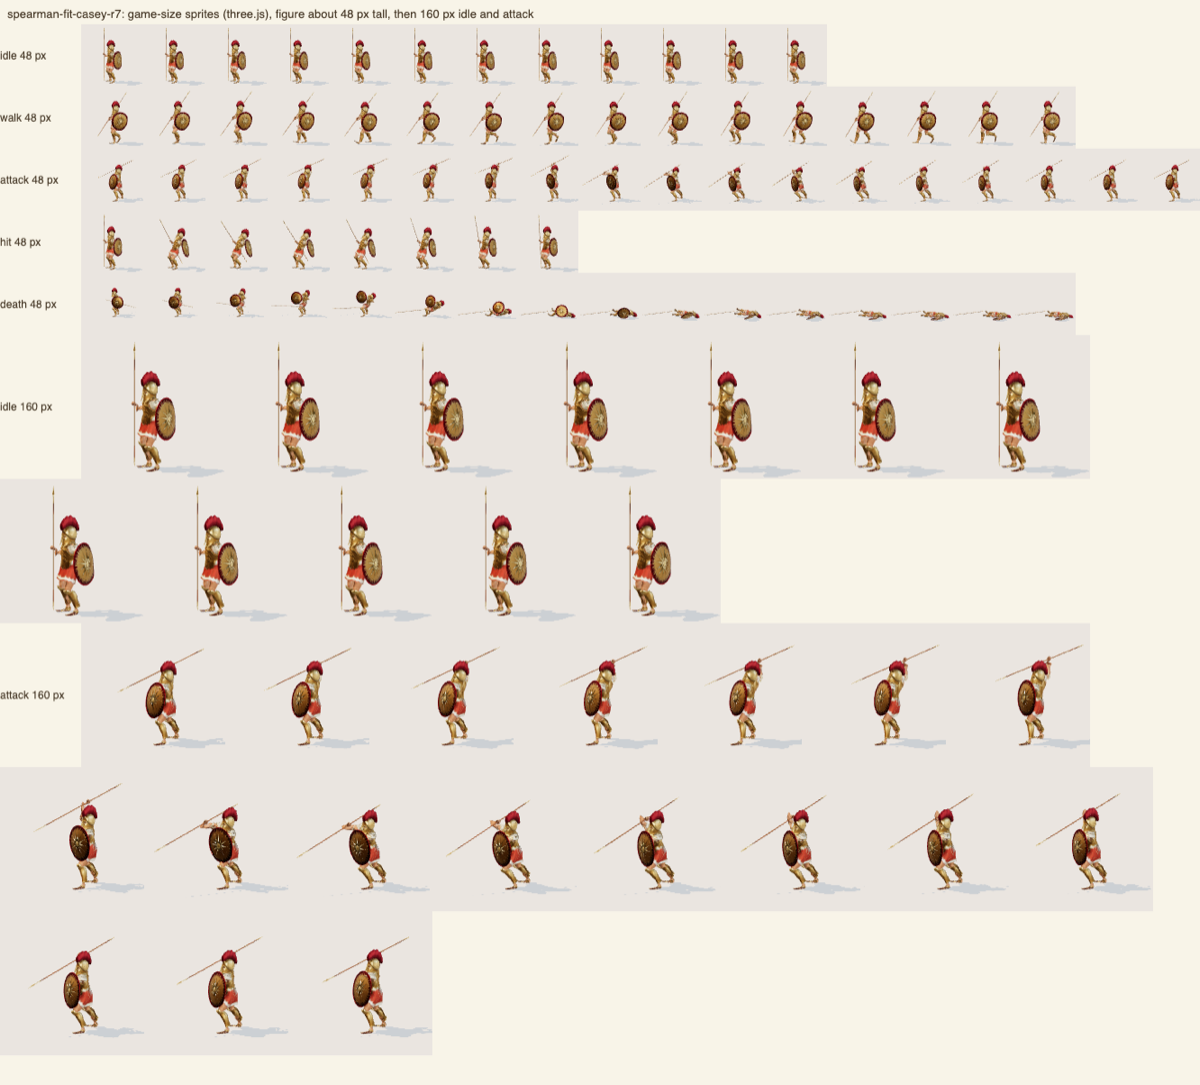 spearman-fit-casey-r7: game-size sprites (three.js), figure about 48 px tall, then 160 px idle and attack
idle 48 px
walk 48 px
attack 48 px
hit 48 px
death 48 px
idle 160 px
attack 160 px